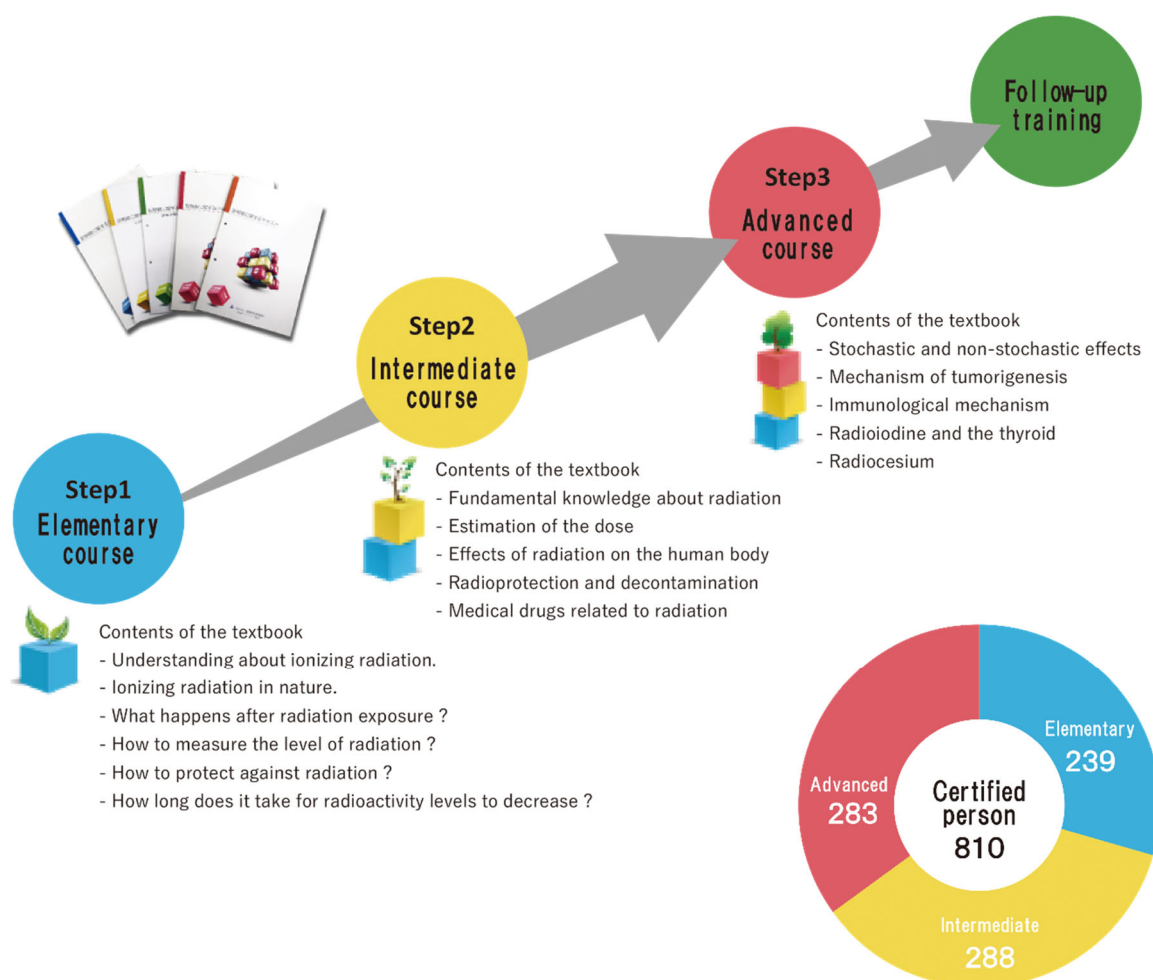 Follow-up
training
Step3
Advanced
course
Step2
Intermediate
course
Contents of the textbook
- Stochastic and non-stochastic effects
- Mechanism of tumorigenesis
- Immunological mechanism
- Radioiodine and the thyroid
- Radiocesium
Step1
Elementary
course
Contents of the textbook
- Fundamental knowledge about radiation
- Estimation of the dose
- Effects of radiation on the human body
- Radioprotection and decontamination
- Medical drugs related to radiation
Contents of the textbook
- Understanding about ionizing radiation.
- Ionizing radiation in nature.
- What happens after radiation exposure ?
- How to measure the level of radiation ?
- How to protect against radiation ?
- How long does it take for radioactivity levels to decrease ?
Elementary
239
Advanced
283
Certified
person
810
Intermediate
288